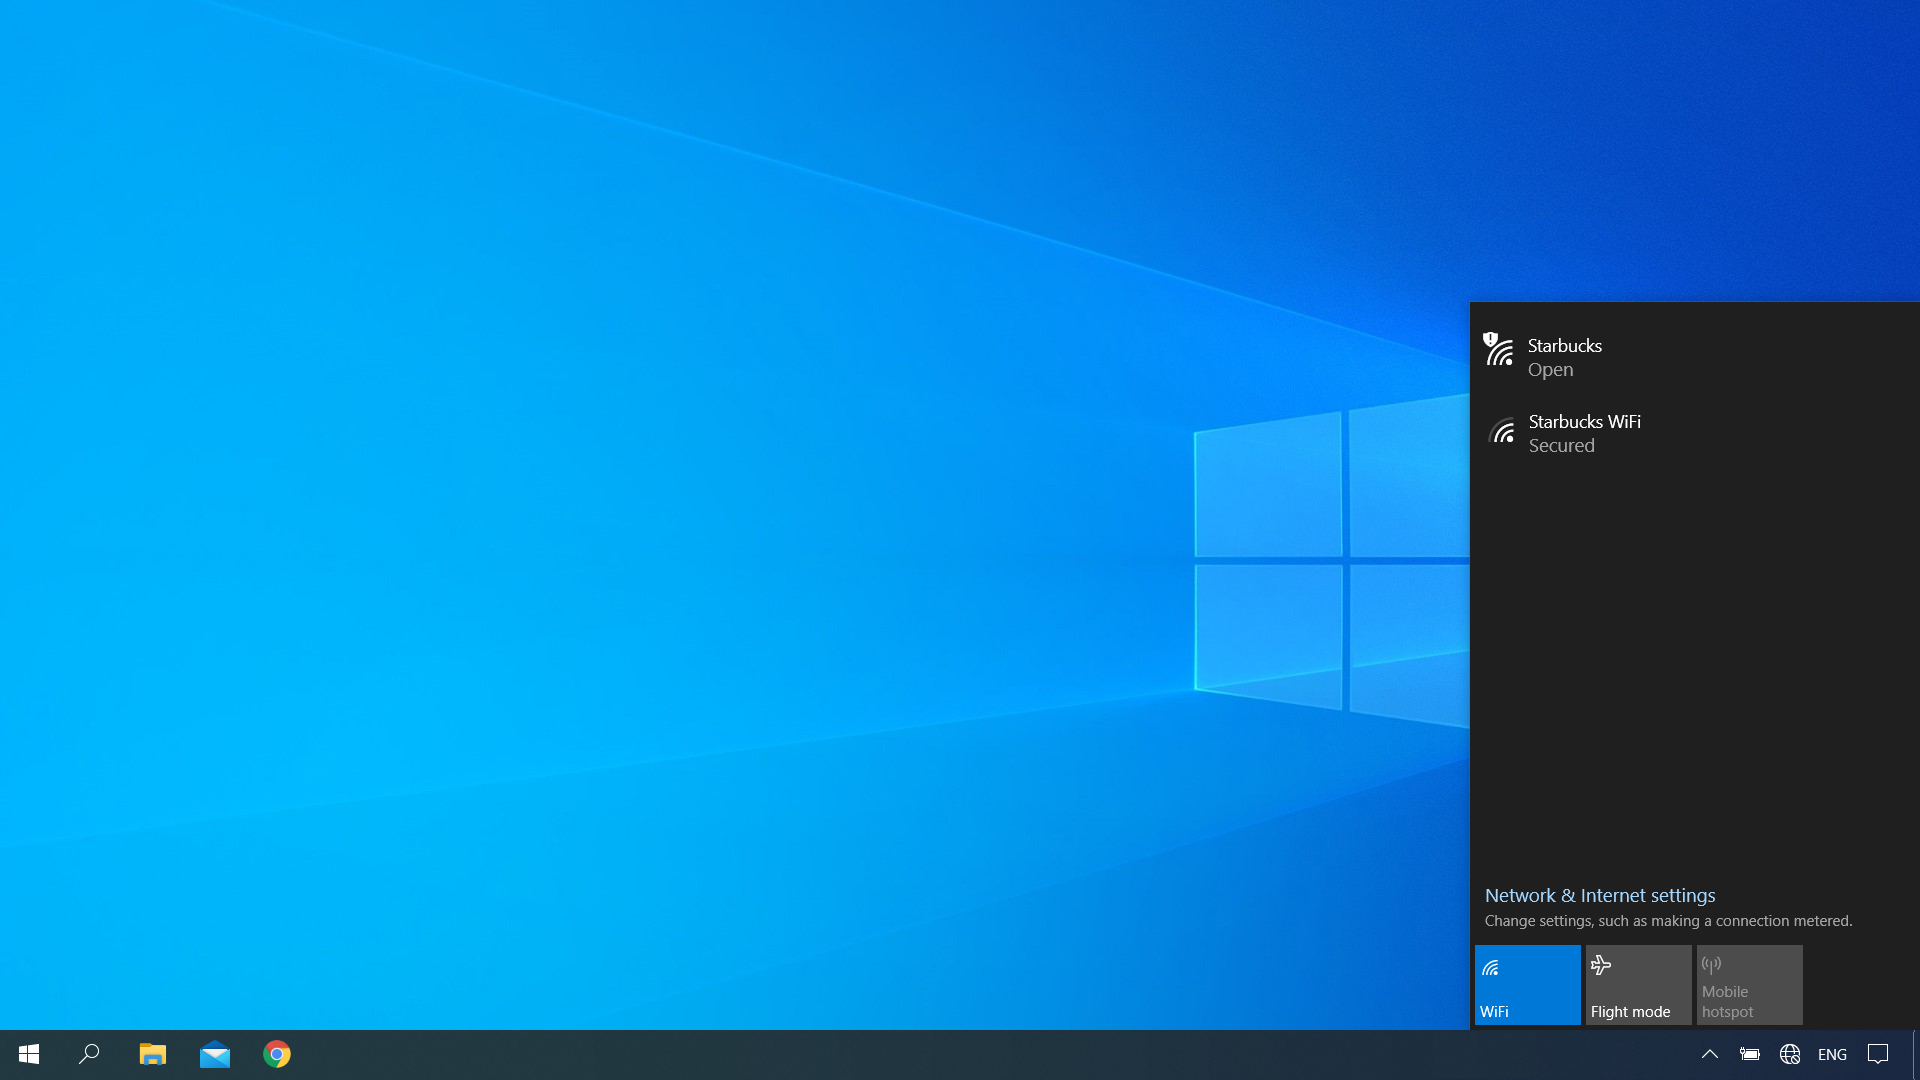 Starbucks
Open
Starbucks WiFi
Secured
Network & Internet settings
Change settings, such as making a connection metered.
WiFi
Flight mode
Mobile
hotspot
ENG